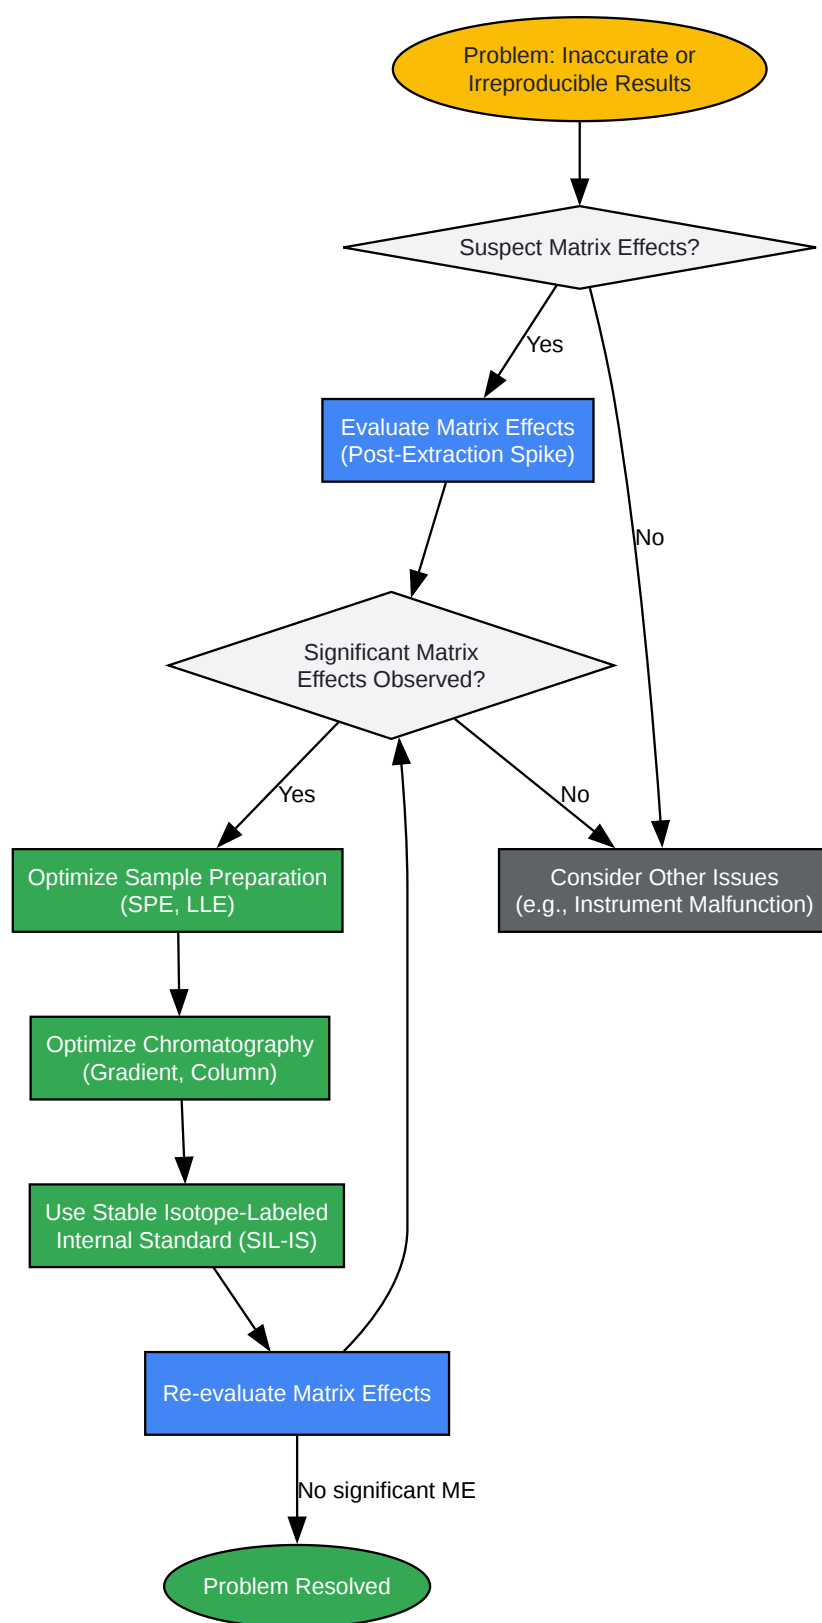 Problem: Inaccurate or
Irreproducible Results
Suspect Matrix Effects?
Yes
Evaluate Matrix Effects
(Post-Extraction Spike)
No
Significant Matrix
Effects Observed?
Yes
No
Optimize Sample Preparation
(SPE, LLE)
Consider Other Issues
(e.g., Instrument Malfunction)
Optimize Chromatography
(Gradient, Column)
Use Stable Isotope-Labeled
Internal Standard (SIL-IS)
Re-evaluate Matrix Effects
No significant ME
Problem Resolved